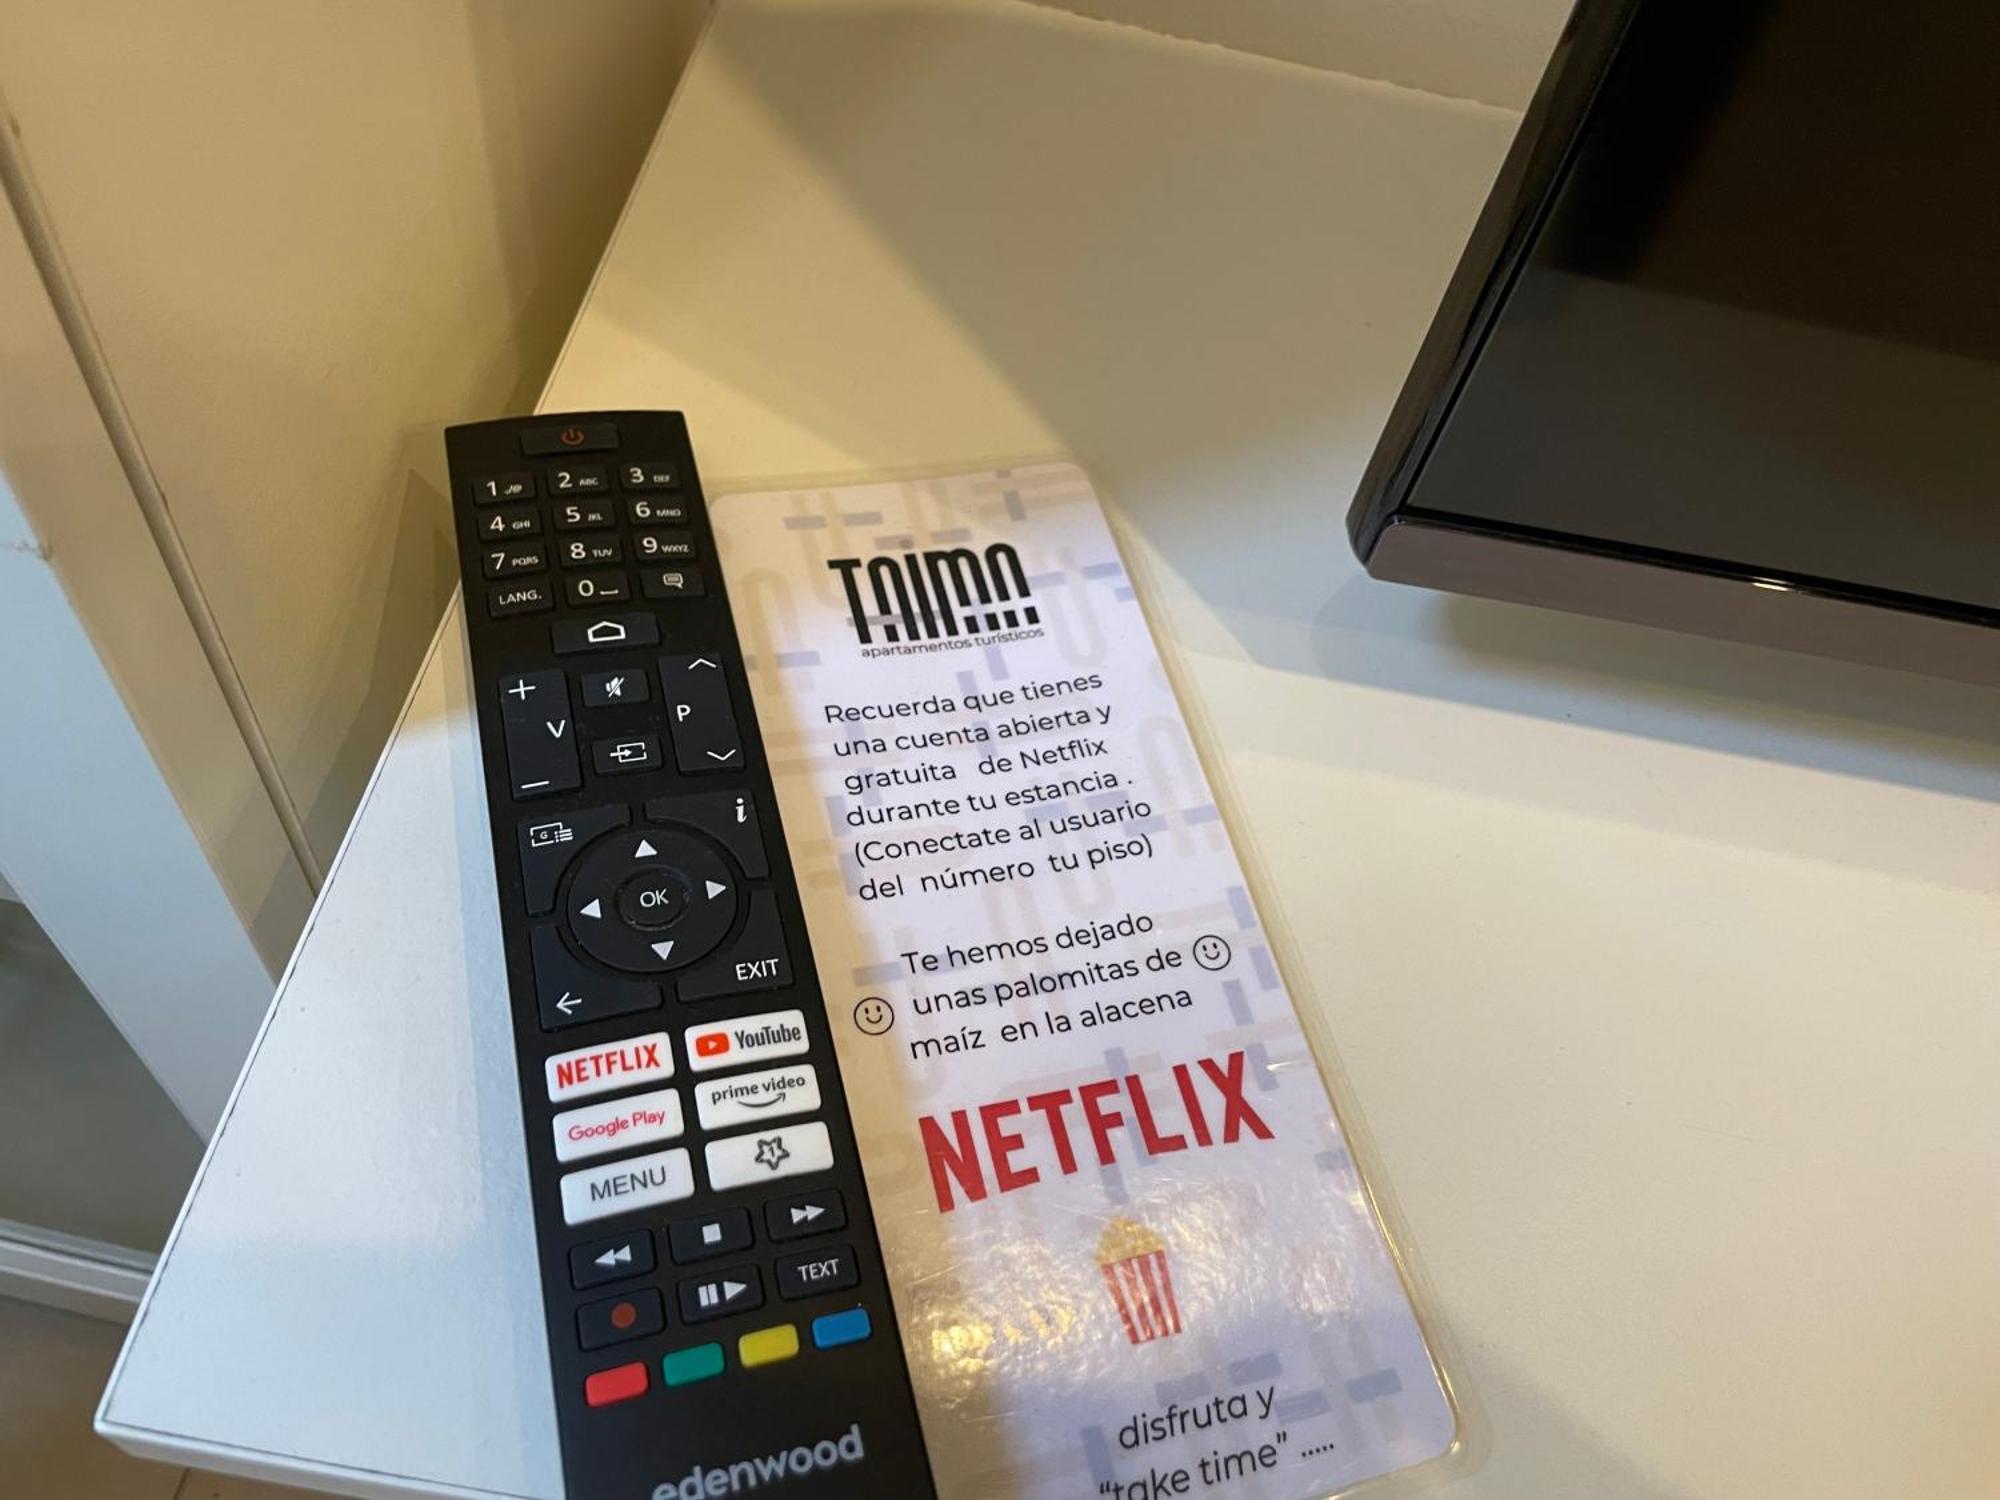 1 ./@ 2 ABC 3 DEF
4 GHI 5 JKL 6 MNO
7 PQRS 8 TUV 9 WXYZ
LANG. 0
+
V P
—
G i
OK
EXIT
NETFLIX YouTube
Google Play prime video
MENU 1
TEXT
edenwood
TAIMA
apartamentos turísticos
Recuerda que tienes
una cuenta abierta y
gratuita de Netflix
durante tu estancia .
(Conectate al usuario
del número tu piso)
Te hemos dejado
unas palomitas de
maíz en la alacena
NETFLIX
disfruta y
"take time" .....